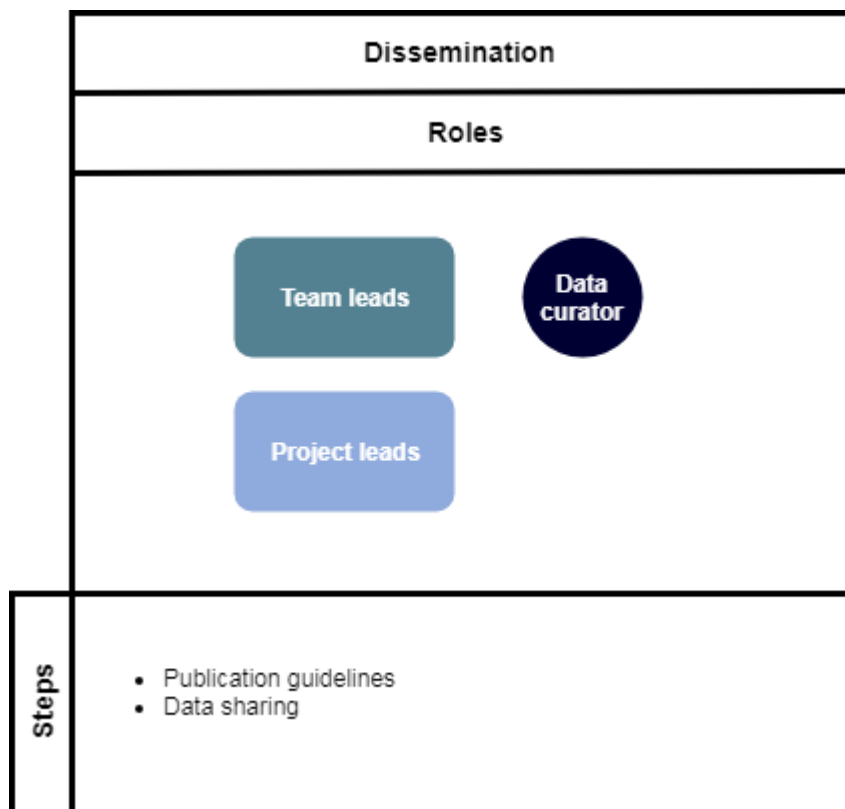 Dissemination
Roles
Team leads
Data
curator
Project leads
Steps
• Publication guidelines
• Data sharing